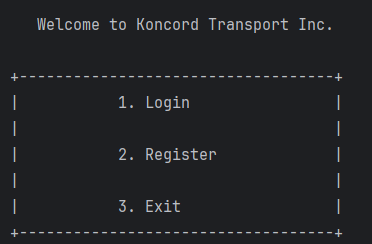 Welcome to Koncord Transport Inc.
+-----------------------------------+
|           1. Login                |
|                                   |
|           2. Register             |
|                                   |
|           3. Exit                 |
+-----------------------------------+